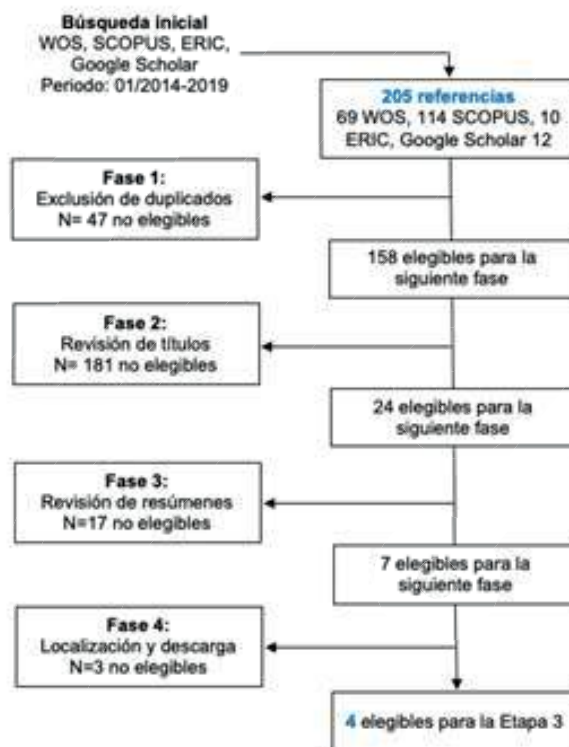 Búsqueda inicial
WOS, SCOPUS, ERIC,
Google Scholar
Periodo: 01/2014-2019
205 referencias
69 WOS, 114 SCOPUS, 10
ERIC, Google Scholar 12
Fase 1:
Exclusión de duplicados
N= 47 no elegibles
158 elegibles para la
siguiente fase
Fase 2:
Revisión de títulos
N= 181 no elegibles
24 elegibles para la
siguiente fase
Fase 3:
Revisión de resúmenes
N=17 no elegibles
7 elegibles para la
siguiente fase
Fase 4:
Localización y descarga
N=3 no elegibles
4 elegibles para la Etapa 3